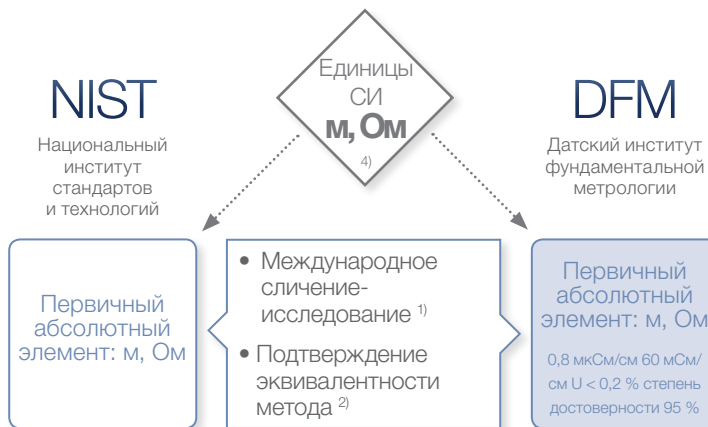 Единицы
СИ
м, Ом
4)
NIST
Национальный
институт
стандартов
и технологий
DFM
Датский институт
фундаментальной
метрологии
Первичный
абсолютный
элемент: м, Ом
• Международное
сличение-
исследование 1)
• Подтверждение
эквивалентности
метода 2)
Первичный
абсолютный
элемент: м, Ом
0,8 мкСм/см 60 мСм/
см U < 0,2 % степень
достоверности 95 %